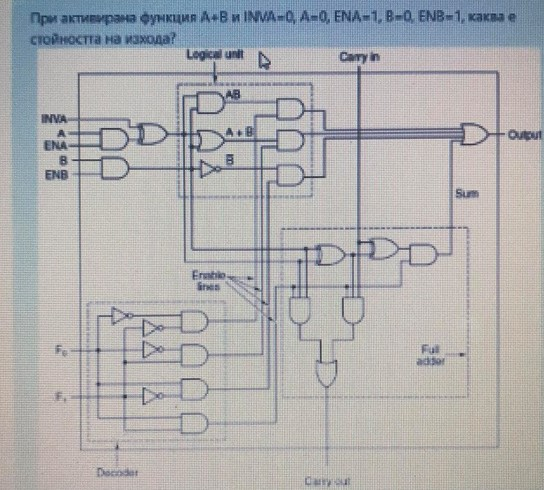 При активирана функция A+B и INVA=0, A=0, ENA=1, B=0, ENB=1, каква е
стойността на изхода?
Logical unit
Carry in
AB
INVA
A
ENA
A + B
Output
B
B
ENB
Sum
Enable
lines
F₀
Full
adder
F₁
Decoder
Carry out